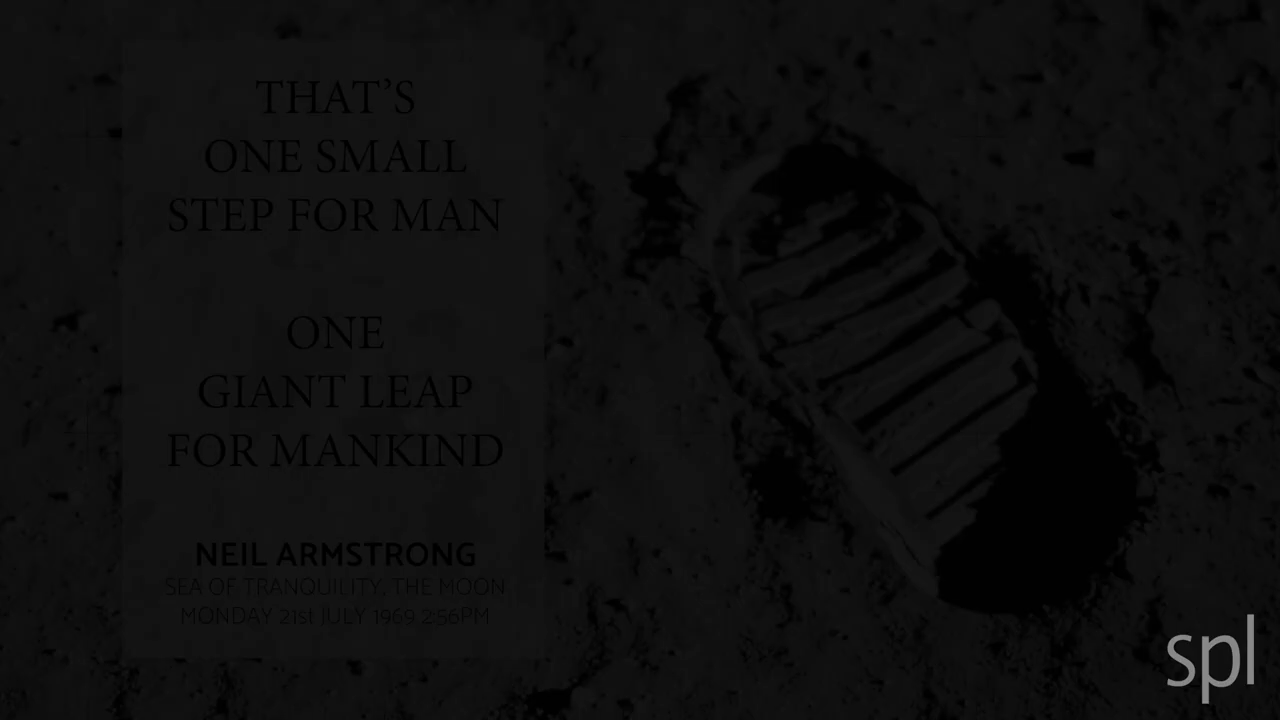 THAT’S
ONE SMALL
STEP FOR MAN
ONE
GIANT LEAP
FOR MANKIND
NEIL ARMSTRONG
SEA OF TRANQUILITY, THE MOON
MONDAY 21st JULY 1969 2:56PM
spl